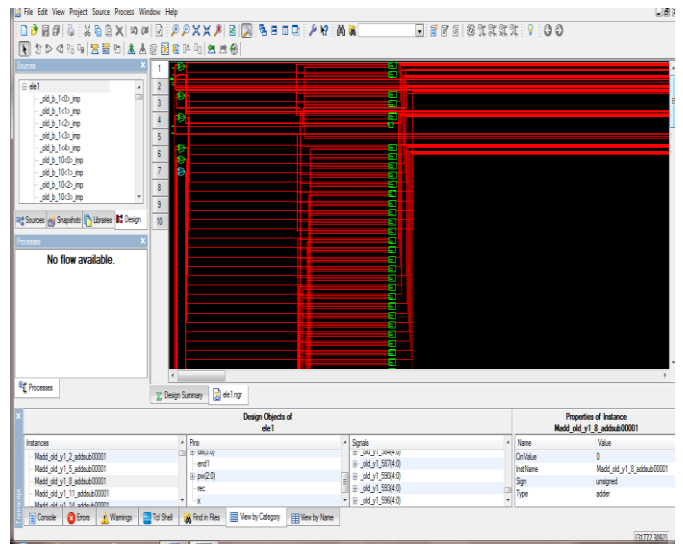 File Edit View Project Source Process Window Help
Sources
ele1
_old_b_1<0>_imp
_old_b_1<1>_imp
_old_b_1<2>_imp
_old_b_1<3>_imp
_old_b_1<4>_imp
_old_b_10<0>_imp
_old_b_10<1>_imp
_old_b_10<2>_imp
_old_b_10<3>_imp
Sources Snapshots Libraries Design
Processes
No flow available.
Processes
1
2
3
4
5
6
7
8
9
10
Design Summary ele1.ngr
Design Objects of
ele1
Properties of Instance
Madd_old_y1_8_addsub00001
Instances
Madd_old_y1_2_addsub00001
Madd_old_y1_5_addsub00001
Madd_old_y1_8_addsub00001
Madd_old_y1_11_addsub00001
Madd_old_y1_14_addsub00001
Pins
end1
pw(2:0)
rec
x
Signals
_old_y1_584(4:0)
_old_y1_587(4:0)
_old_y1_590(4:0)
_old_y1_593(4:0)
_old_y1_596(4:0)
Name Value
CinValue 0
InstName Madd_old_y1_8_addsub00001
Sign unsigned
Type adder
Transcript
Console Errors Warnings Tcl Shell Find in Files View by Category View by Name